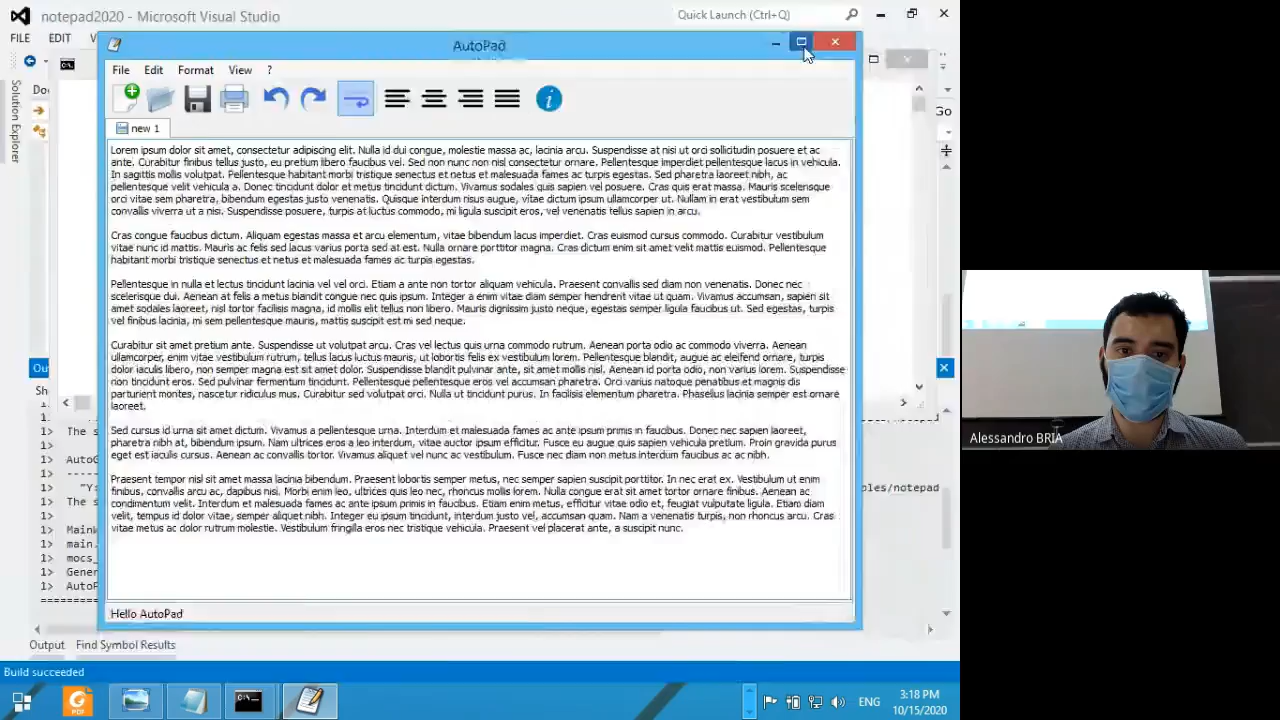 notepad2020 - Microsoft Visual Studio
Quick Launch (Ctrl+Q)
FILE EDIT V
AutoPad
File Edit Format View ?
new 1
Solution Explorer
Go
Lorem ipsum dolor sit amet, consectetur adipiscing elit. Nulla id dui congue, molestie massa ac, lacinia arcu. Suspendisse at nisi ut orci sollicitudin posuere et ac
ante. Curabitur finibus tellus justo, eu pretium libero faucibus vel. Sed non nunc non nisl consectetur ornare. Pellentesque imperdiet pellentesque lacus in vehicula.
In sagittis mollis volutpat. Pellentesque habitant morbi tristique senectus et netus et malesuada fames ac turpis egestas. Sed pharetra laoreet nibh, ac
pellentesque velit vehicula a. Donec tincidunt dolor et metus tincidunt dictum. Vivamus sodales quis sapien vel posuere. Cras quis erat massa. Mauris scelerisque
orci vitae sem pharetra, bibendum egestas justo venenatis. Quisque interdum risus augue, vitae dictum ipsum ullamcorper ut. Nullam in erat vestibulum sem
convallis viverra ut a nisi. Suspendisse posuere, turpis at luctus commodo, mi ligula suscipit eros, vel venenatis tellus sapien in arcu.
Cras congue faucibus dictum. Aliquam egestas massa et arcu elementum, vitae bibendum lacus imperdiet. Cras euismod cursus commodo. Curabitur vestibulum
vitae nunc id mattis. Mauris ac felis sed lacus varius porta sed at est. Nulla ornare porttitor magna. Cras dictum enim sit amet velit mattis euismod. Pellentesque
habitant morbi tristique senectus et netus et malesuada fames ac turpis egestas.
Pellentesque in nulla et lectus tincidunt lacinia vel vel orci. Etiam a ante non tortor aliquam vehicula. Praesent convallis sed diam non venenatis. Donec nec
scelerisque dui. Aenean at felis a metus blandit congue nec quis ipsum. Integer a enim vitae diam semper hendrerit vitae ut quam. Vivamus accumsan, sapien sit
amet sodales laoreet, nisl tortor facilisis magna, id mollis elit tellus non libero. Mauris dignissim justo neque, egestas semper ligula faucibus ut. Sed egestas, turpis
vel finibus lacinia, mi sem pellentesque mauris, mattis suscipit est mi sed neque.
Curabitur sit amet pretium ante. Suspendisse ut volutpat arcu. Cras vel lectus quis urna commodo rutrum. Aenean porta odio ac commodo viverra. Aenean
ullamcorper, enim vitae vestibulum rutrum, tellus lacus luctus mauris, ut lobortis felis ex vestibulum lorem. Pellentesque blandit, augue ac eleifend ornare, turpis
dolor iaculis libero, non semper magna est sit amet dolor. Suspendisse blandit pulvinar ante, sit amet mollis nisl. Aenean id porta odio, non varius lorem. Suspendisse
non tincidunt eros. Sed pulvinar fermentum tincidunt. Pellentesque pellentesque eros vel accumsan pharetra. Orci varius natoque penatibus et magnis dis
parturient montes, nascetur ridiculus mus. Curabitur sed volutpat orci. Nulla ut tincidunt purus. In facilisis elementum pharetra. Phasellus lacinia semper est ornare
laoreet.
Sed cursus id urna sit amet dictum. Vivamus a pellentesque urna. Interdum et malesuada fames ac ante ipsum primis in faucibus. Donec nec sapien laoreet,
pharetra nibh at, bibendum ipsum. Nam ultrices eros a leo interdum, vitae auctor ipsum efficitur. Fusce eu augue quis sapien vehicula pretium. Proin gravida purus
eget est iaculis cursus. Aenean ac convallis tortor. Vivamus aliquet vel nunc ac vestibulum. Fusce nec diam non metus interdum faucibus ac ac nibh.
Praesent tempor nisl sit amet massa lacinia bibendum. Praesent lobortis semper metus, nec semper sapien suscipit porttitor. In nec erat ex. Vestibulum ut enim
finibus, convallis arcu ac, dapibus nisi. Morbi enim leo, ultrices quis leo nec, rhoncus mollis lorem. Nulla congue erat sit amet tortor ornare finibus. Aenean ac
condimentum velit. Interdum et malesuada fames ac ante ipsum primis in faucibus. Etiam enim metus, efficitur vitae odio et, feugiat vulputate ligula. Etiam diam
velit, tempus id dolor vitae, semper aliquet nibh. Integer eu ipsum tincidunt, interdum justo vel, accumsan quam. Nam a venenatis turpis, non rhoncus arcu. Cras
vitae metus ac dolor rutrum molestie. Vestibulum fringilla eros nec tristique vehicula. Praesent vel placerat ante, a suscipit nunc.
Hello AutoPad
1> The s
1> AutoG
1> ---
1> "Ys
1> The s
1> MainW
1> main.
1> mocs_
1> Gener
1> AutoP
Output Find Symbol Results
Build succeeded
ENG
3:18 PM
10/15/2020
Alessandro BRIA